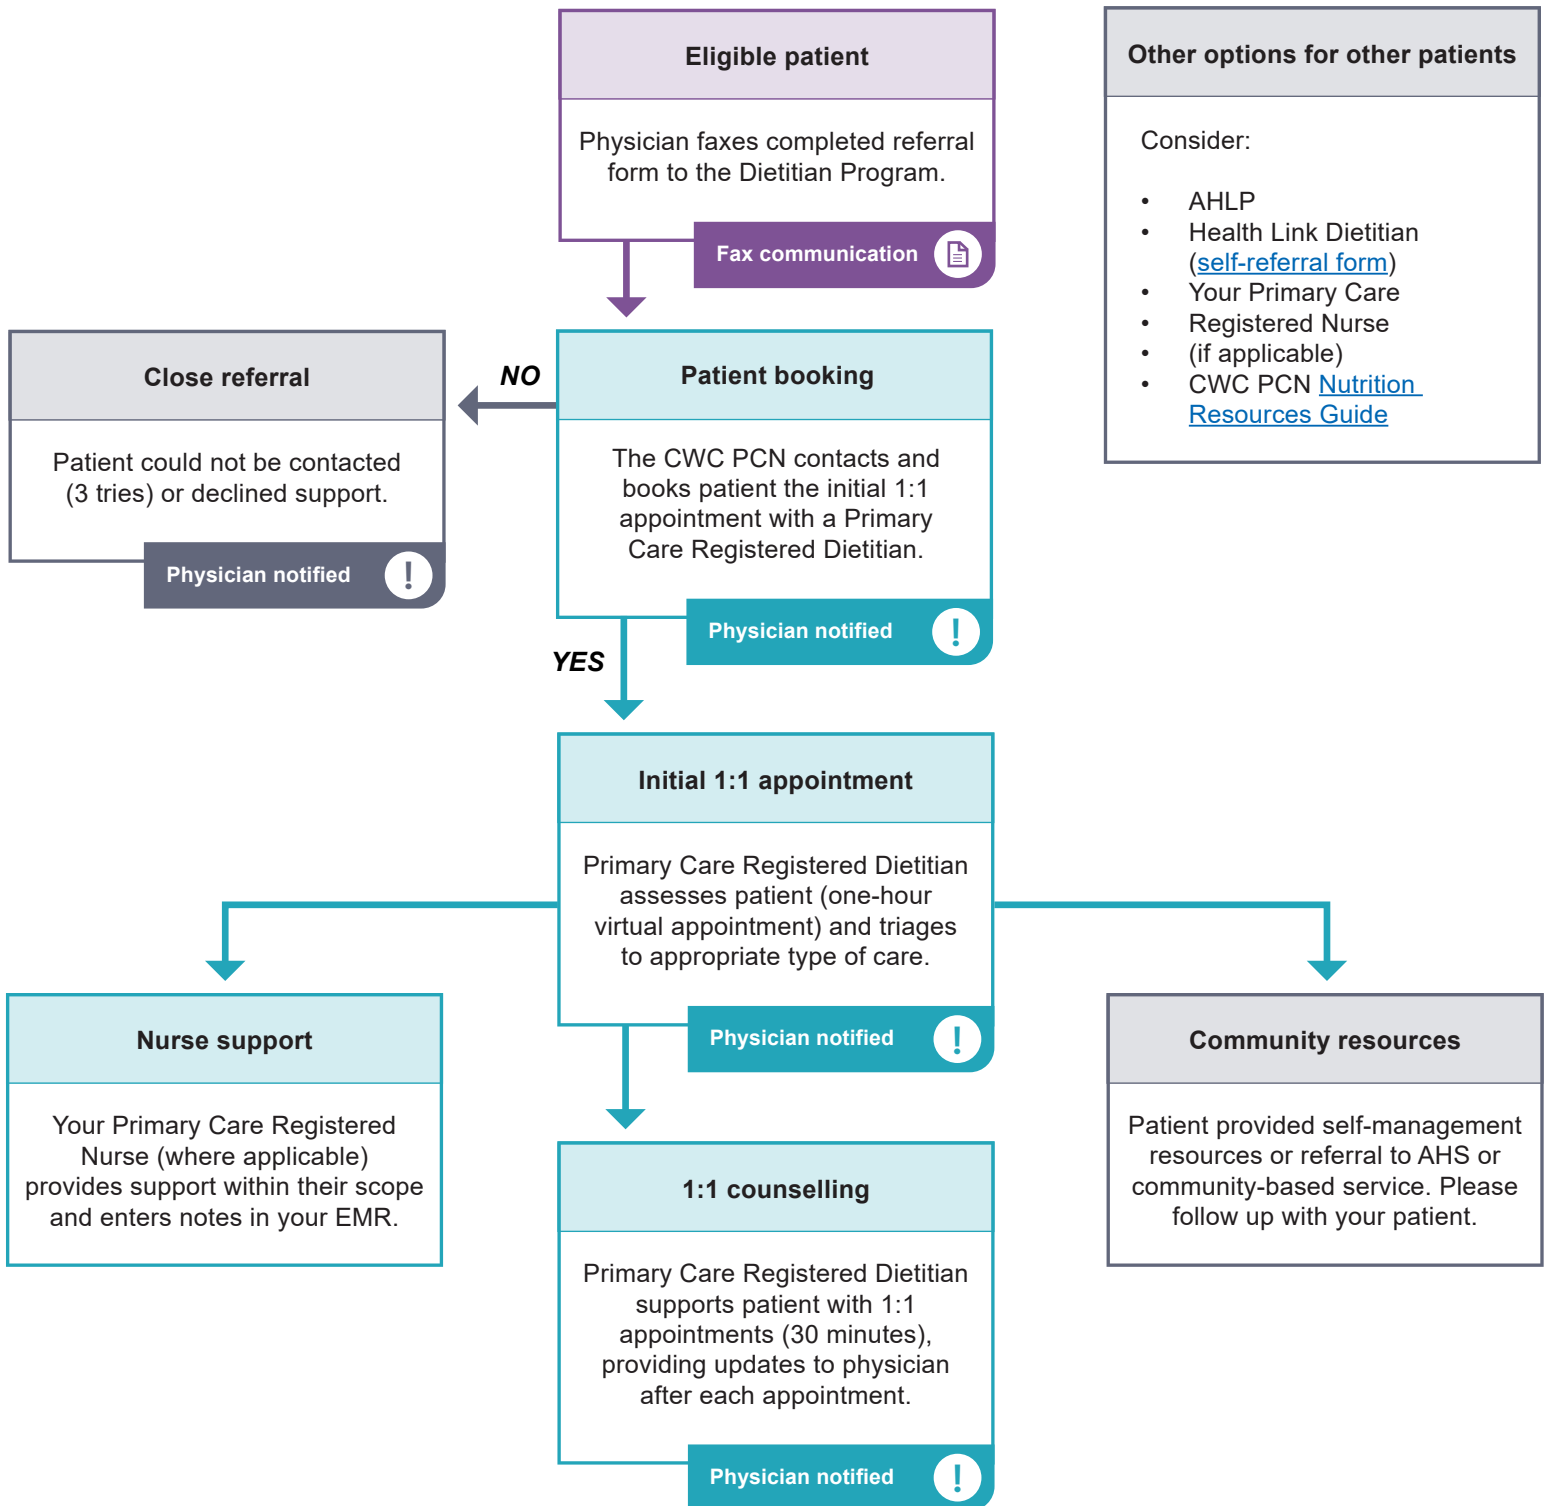 Eligible patient
Physician faxes completed referral
form to the Dietitian Program.
Fax communication
Other options for other patients
Consider:
• AHLP
• Health Link Dietitian
(self-referral form)
• Your Primary Care
• Registered Nurse
• (if applicable)
• CWC PCN Nutrition
Resources Guide
Close referral
Patient could not be contacted
(3 tries) or declined support.
Physician notified
NO
Patient booking
The CWC PCN contacts and
books patient the initial 1:1
appointment with a Primary
Care Registered Dietitian.
Physician notified
YES
Initial 1:1 appointment
Primary Care Registered Dietitian
assesses patient (one-hour
virtual appointment) and triages
to appropriate type of care.
Physician notified
Nurse support
Your Primary Care Registered
Nurse (where applicable)
provides support within their scope
and enters notes in your EMR.
1:1 counselling
Primary Care Registered Dietitian
supports patient with 1:1
appointments (30 minutes),
providing updates to physician
after each appointment.
Physician notified
Community resources
Patient provided self-management
resources or referral to AHS or
community-based service. Please
follow up with your patient.